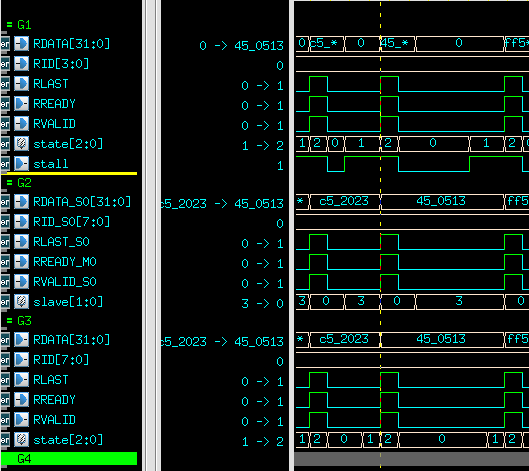 = G1
RDATA[31:0] 0 -> 45_0513 0 c5_* 0 45_* 0 ff5*
RID[3:0] 0
RLAST 0 -> 1
RREADY 0 -> 1
RVALID 0 -> 1
state[2:0] 1 -> 2 1 2 0 1 2 0 1 2 0
stall 1
= G2
RDATA_S0[31:0] c5_2023 -> 45_0513 * c5_2023 45_0513 ff5
RID_S0[7:0] 0
RLAST_S0 0 -> 1
RREADY_M0 0 -> 1
RVALID_S0 0 -> 1
slave[1:0] 3 -> 0 3 0 3 0 3 0
= G3
RDATA[31:0] c5_2023 -> 45_0513 * c5_2023 45_0513 ff5
RID[7:0] 0
RLAST 0 -> 1
RREADY 0 -> 1
RVALID 0 -> 1
state[2:0] 1 -> 2 1 2 0 1 2 0 1 2
G4